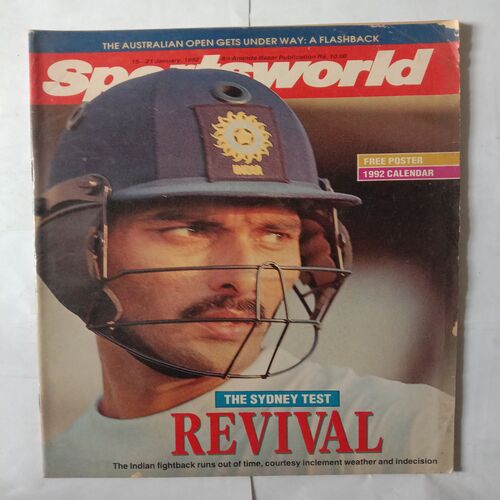 THE AUSTRALIAN OPEN GETS UNDER WAY: A FLASHBACK
15—21 January, 1992 An Ananda Bazar Publication Rs. 10.00
Sportsworld
INDIA
FREE POSTER
1992 CALENDAR
THE SYDNEY TEST
REVIVAL
The Indian fightback runs out of time, courtesy inclement weather and indecision